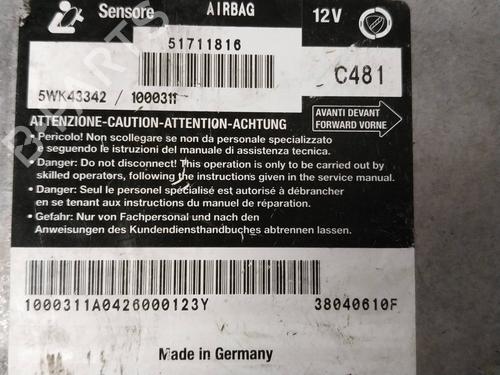 Sensore AIRBAG 12V
51711816
C481
5WK43342 / 1000311
AVANTI DEVANT
FORWARD VORNE
ATTENZIONE-CAUTION-ATTENTION-ACHTUNG
• Pericolo! Non scollegare se non da personale specializzato
e seguendo le istruzioni del manuale di assistenza tecnica.
• Danger: Do not disconnect! This operation is only to be carried out by
skilled operators, following the instructions given in the service manual.
• Danger: Seul le personel spécialisé est autorisé à débrancher
en se tenant aux instructions du manuel de réparation.
• Gefahr: Nur von Fachpersonal und nach den
Anweisungen des Kundendiensthandbuches abtrennen lassen.
1000311A0426000123Y 38040610F
Made in Germany